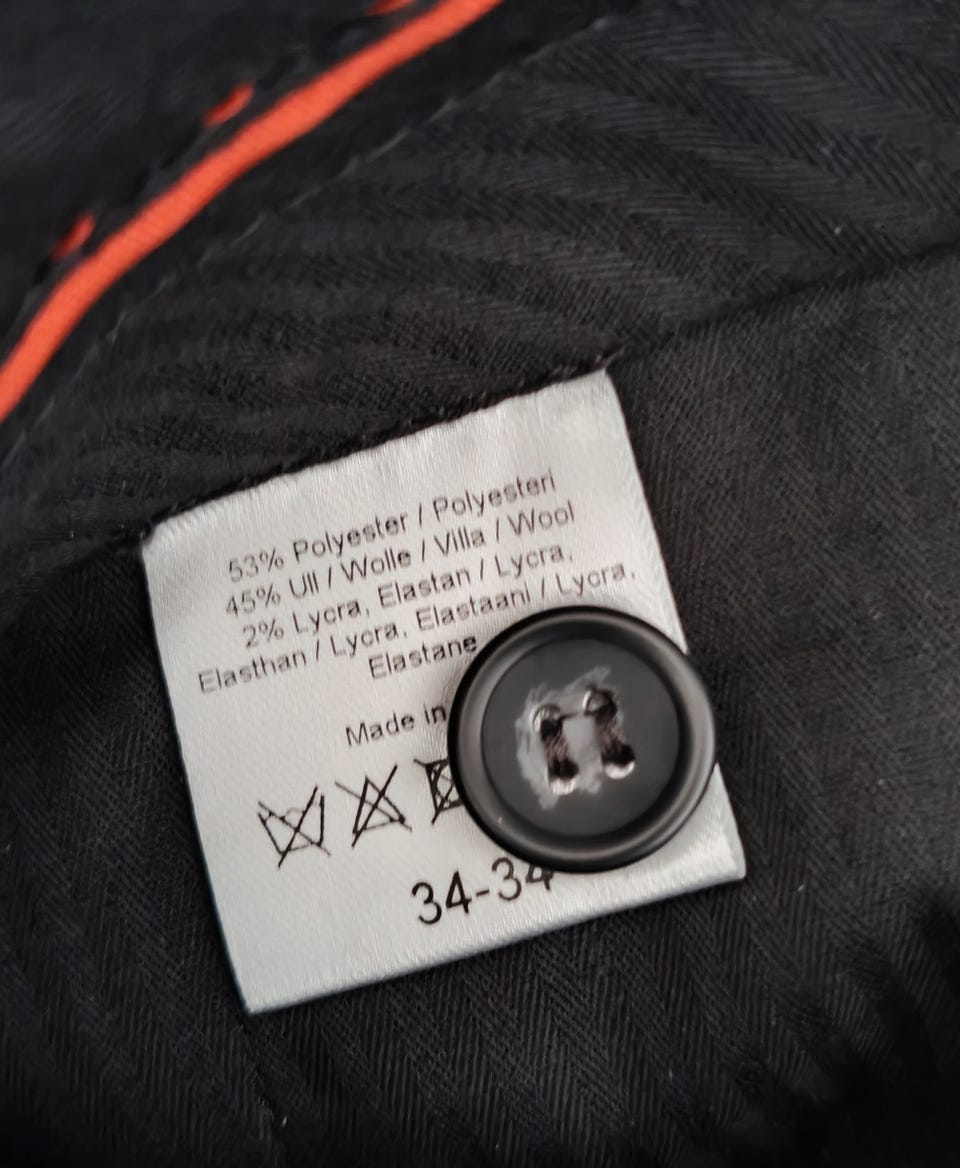 53% Polyester / Polyesteri
45% Ull / Wolle / Villa / Wool
2% Lycra, Elastan / Lycra,
Elasthan / Lycra, Elastaani / Lycra,
Elastane
Made in
34-34